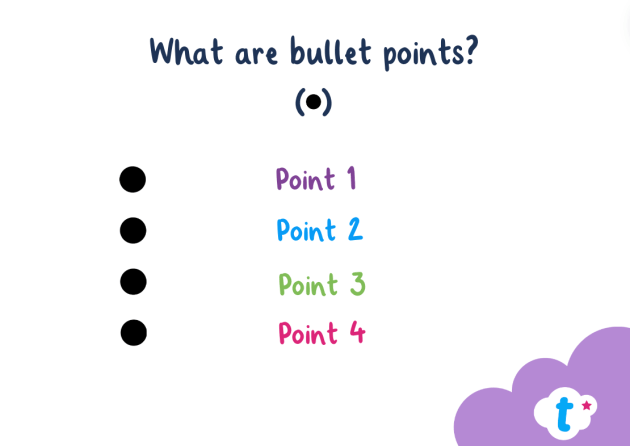 What are bullet points?
(•)
• Point 1
• Point 2
• Point 3
• Point 4
t